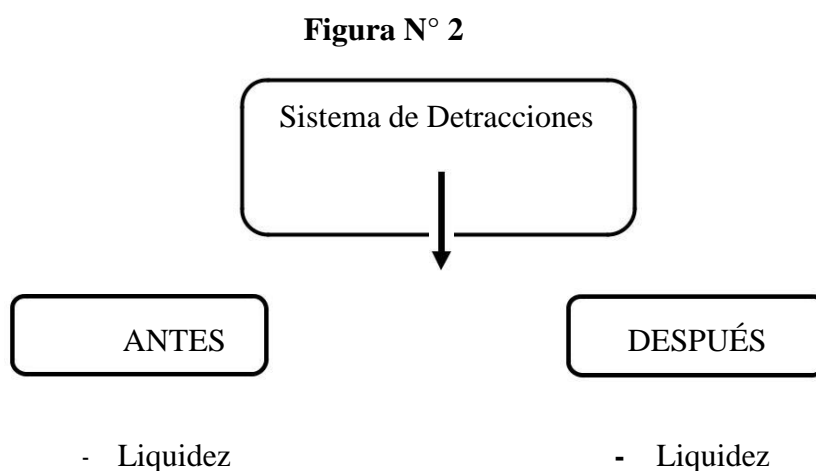 Figura N° 2
Sistema de Detracciones
ANTES
DESPUÉS
- Liquidez
- Liquidez